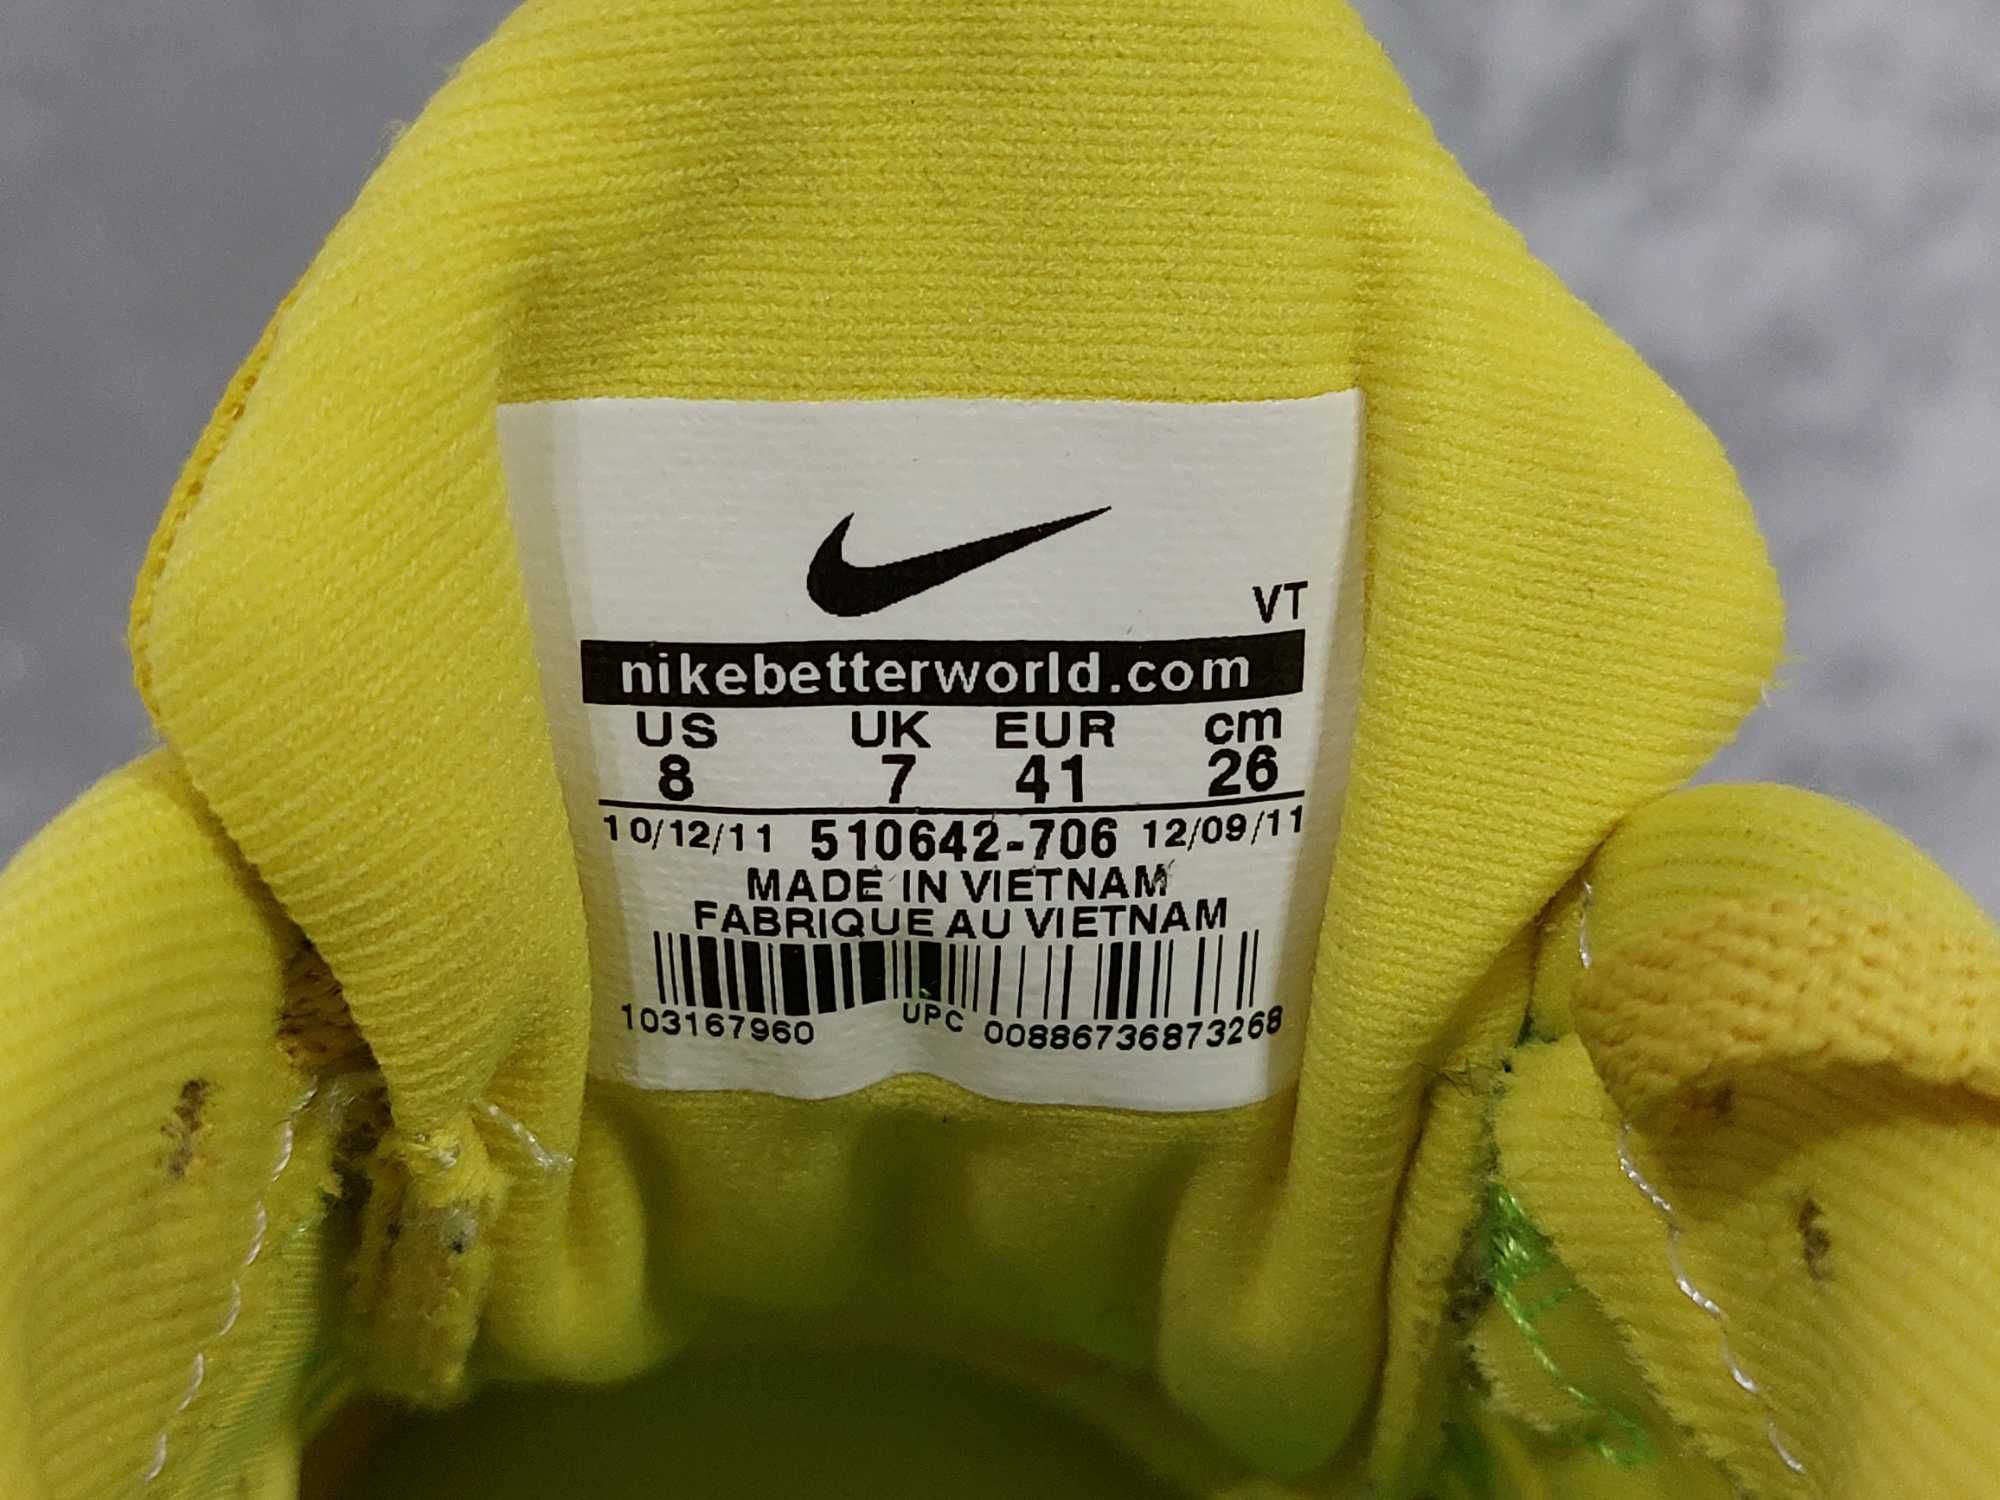 VT
nikebetterworld.com
US UK EUR cm
8 7 41 26
10/12/11 510642-706 12/09/11
MADE IN VIETNAM
FABRIQUE AU VIETNAM
103167960 UPC 00886736873268